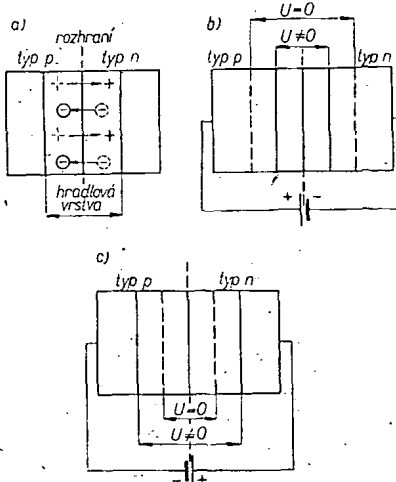 a)
rozhraní
typ p
typ n
+ +
− −
+ +
− −
hradlová
vrstva
b)
U=0
U≠0
typ p
typ n
+ −
c)
typ p
typ n
U=0
U≠0
− +